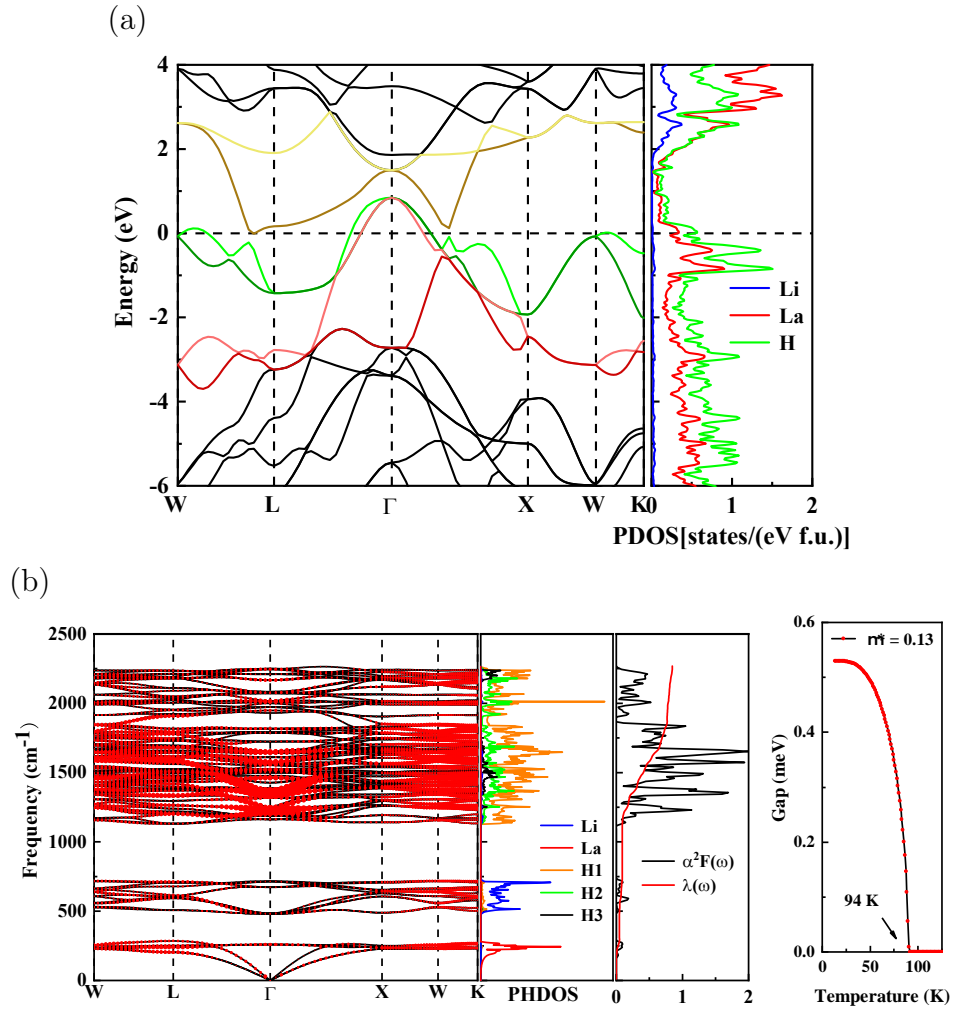 (a)
4
2
0
-2
-4
-6
Energy (eV)
W L Γ X W K
Li
La
H
0 1 2
PDOS[states/(eV f.u.)]
(b)
2500
2000
1500
1000
500
0
Frequency (cm-1)
W L Γ X W K
Li
La
H1
H2
H3
PHDOS
α²F(ω)
λ(ω)
0 1 2
0.6
0.4
0.2
0.0
Gap (meV)
m* = 0.13
94 K
0 50 100
Temperature (K)